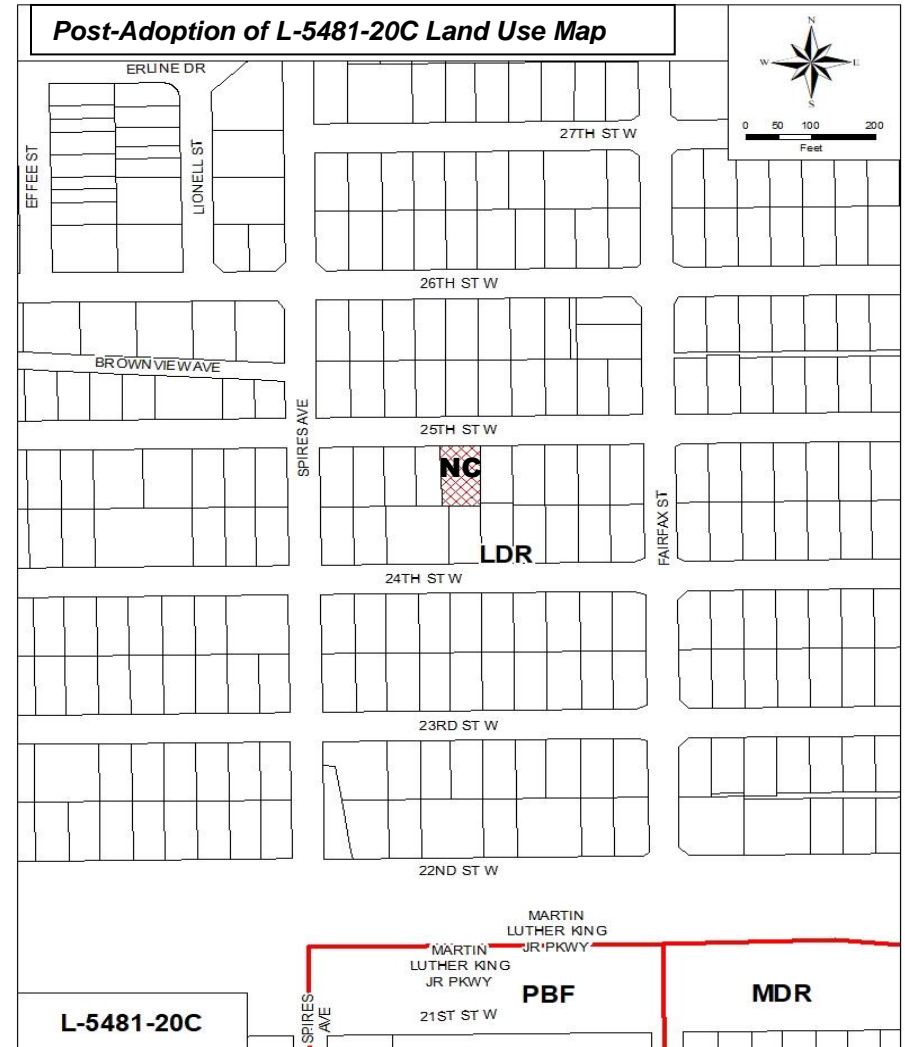 Post-Adoption of L-5481-20C Land Use Map
N
W
E
S
0 50 100 200
Feet
ERLINE DR
27TH ST W
EFFEE ST
LIONELL ST
26TH ST W
BROWNVIEW AVE
SPIRES AVE
25TH ST W
NC
FAIRFAX ST
LDR
24TH ST W
23RD ST W
22ND ST W
MARTIN
LUTHER KING
JR PKWY
MARTIN
LUTHER KING
JR PKWY
PBF
MDR
SPIRES
AVE
21ST ST W
L-5481-20C